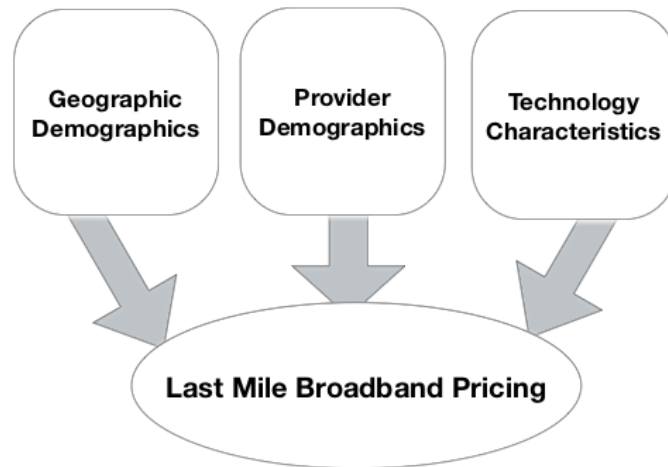 Geographic
Demographics
Provider
Demographics
Technology
Characteristics
Last Mile Broadband Pricing